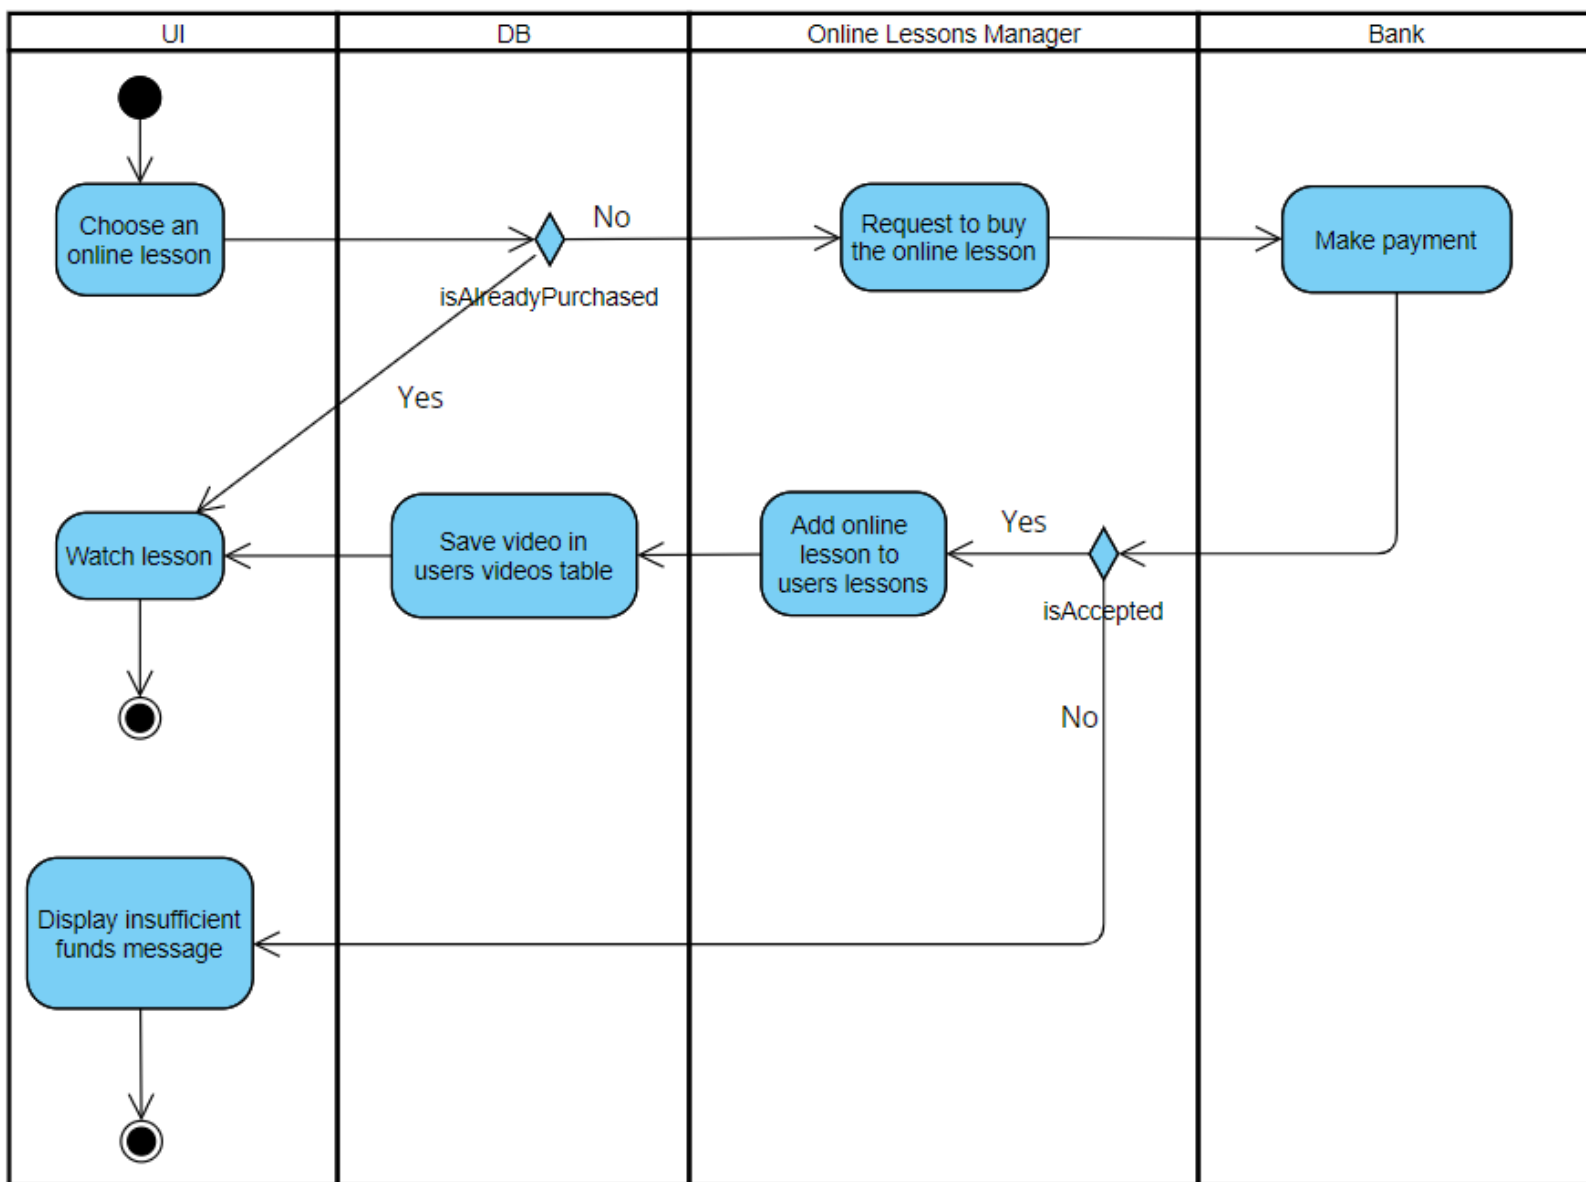 UI
DB
Online Lessons Manager
Bank
Choose an
online lesson
No
isAlreadyPurchased
Request to buy
the online lesson
Make payment
Yes
Watch lesson
Save video in
users videos table
Add online
lesson to
users lessons
Yes
isAccepted
No
Display insufficient
funds message